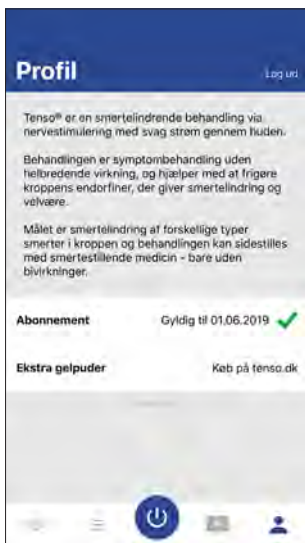 Profil
Log ud
Tenso® er en smertelindrende behandling via
nervestimulering med svag strøm gennem huden.
Behandlingen er symptombehandling uden
helbredende virkning, og hjælper med at frigøre
kroppens endorfiner, der giver smertelindring og
velvære.
Målet er smertelindring af forskellige typer
smerter i kroppen og behandlingen kan sidestilles
med smertestillende medicin - bare uden
bivirkninger.
Abonnement Gyldig til 01.06.2019
Ekstra gelpuder Køb på tenso.dk